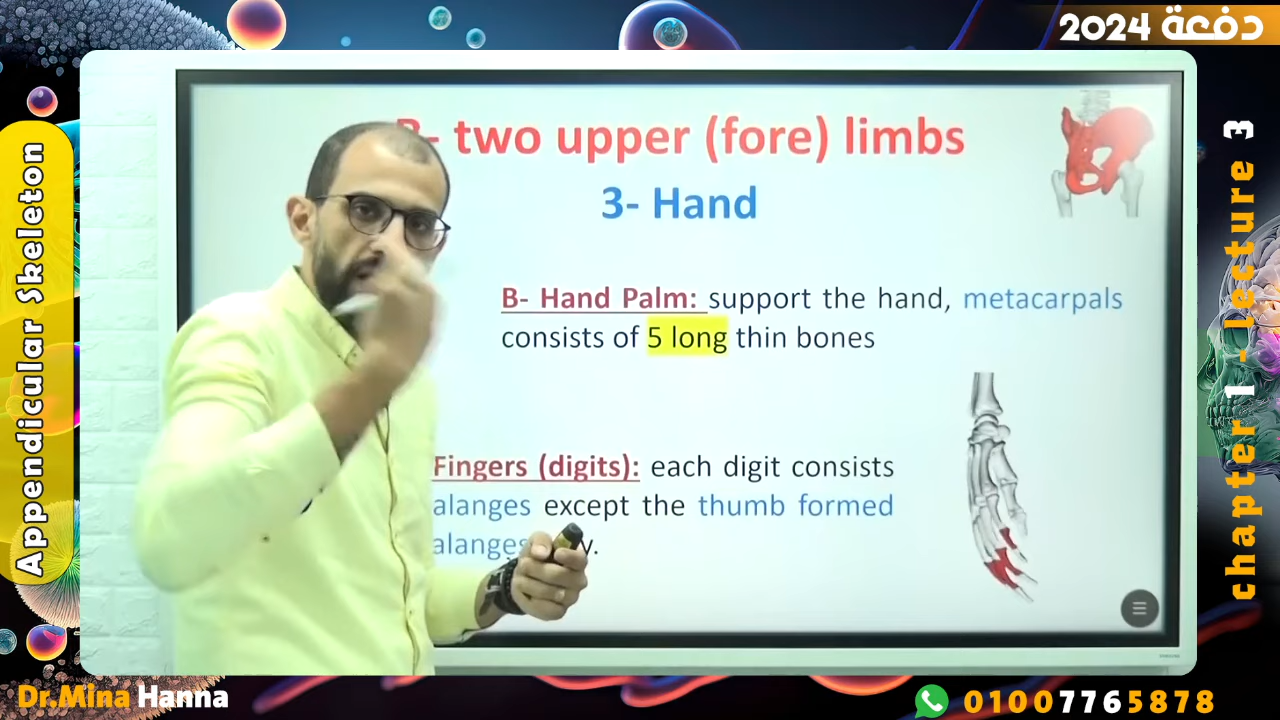 دفعة 2024
Appendicular Skeleton
two upper (fore) limbs
3- Hand
B- Hand Palm: support the hand, metacarpals
consists of 5 long thin bones
Fingers (digits): each digit consists
alanges except the thumb formed
alanges
chapter 1 - lecture 3
Dr.Mina Hanna
01007765878